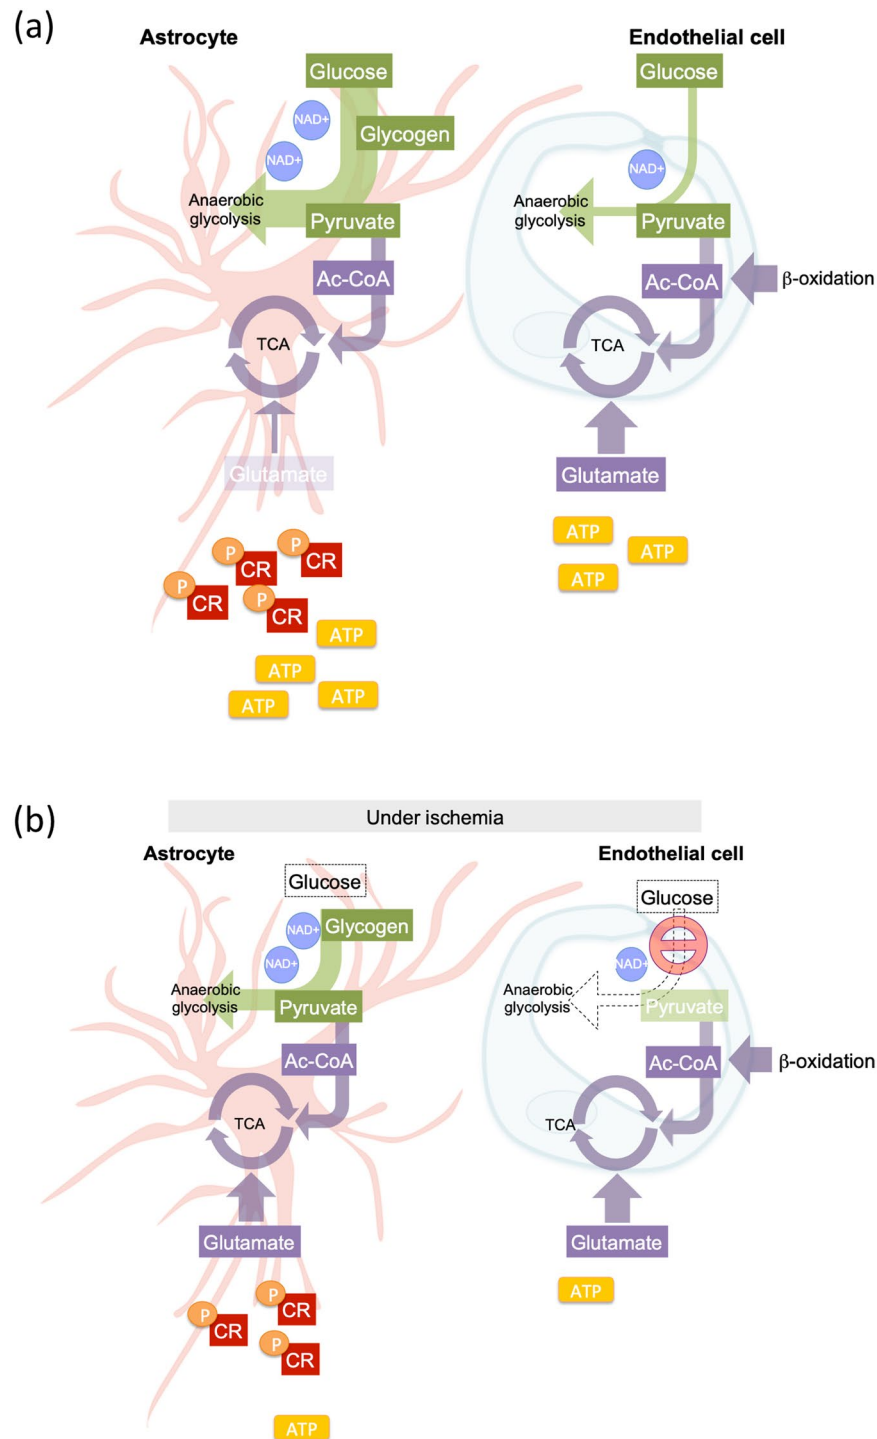 (a)
Astrocyte
Endothelial cell
Glucose
Glucose
NAD+
Glycogen
NAD+
NAD+
Anaerobic
glycolysis
Pyruvate
Anaerobic
glycolysis
Pyruvate
Ac-CoA
Ac-CoA
β-oxidation
TCA
TCA
Glutamate
Glutamate
P
CR
P
CR
P
CR
P
CR
ATP
ATP
ATP
ATP
ATP
ATP
ATP
(b)
Under ischemia
Astrocyte
Endothelial cell
Glucose
Glucose
NAD+
Glycogen
NAD+
NAD+
Anaerobic
glycolysis
Pyruvate
Anaerobic
glycolysis
Pyruvate
Ac-CoA
Ac-CoA
β-oxidation
TCA
TCA
Glutamate
Glutamate
P
CR
P
CR
P
CR
ATP
ATP